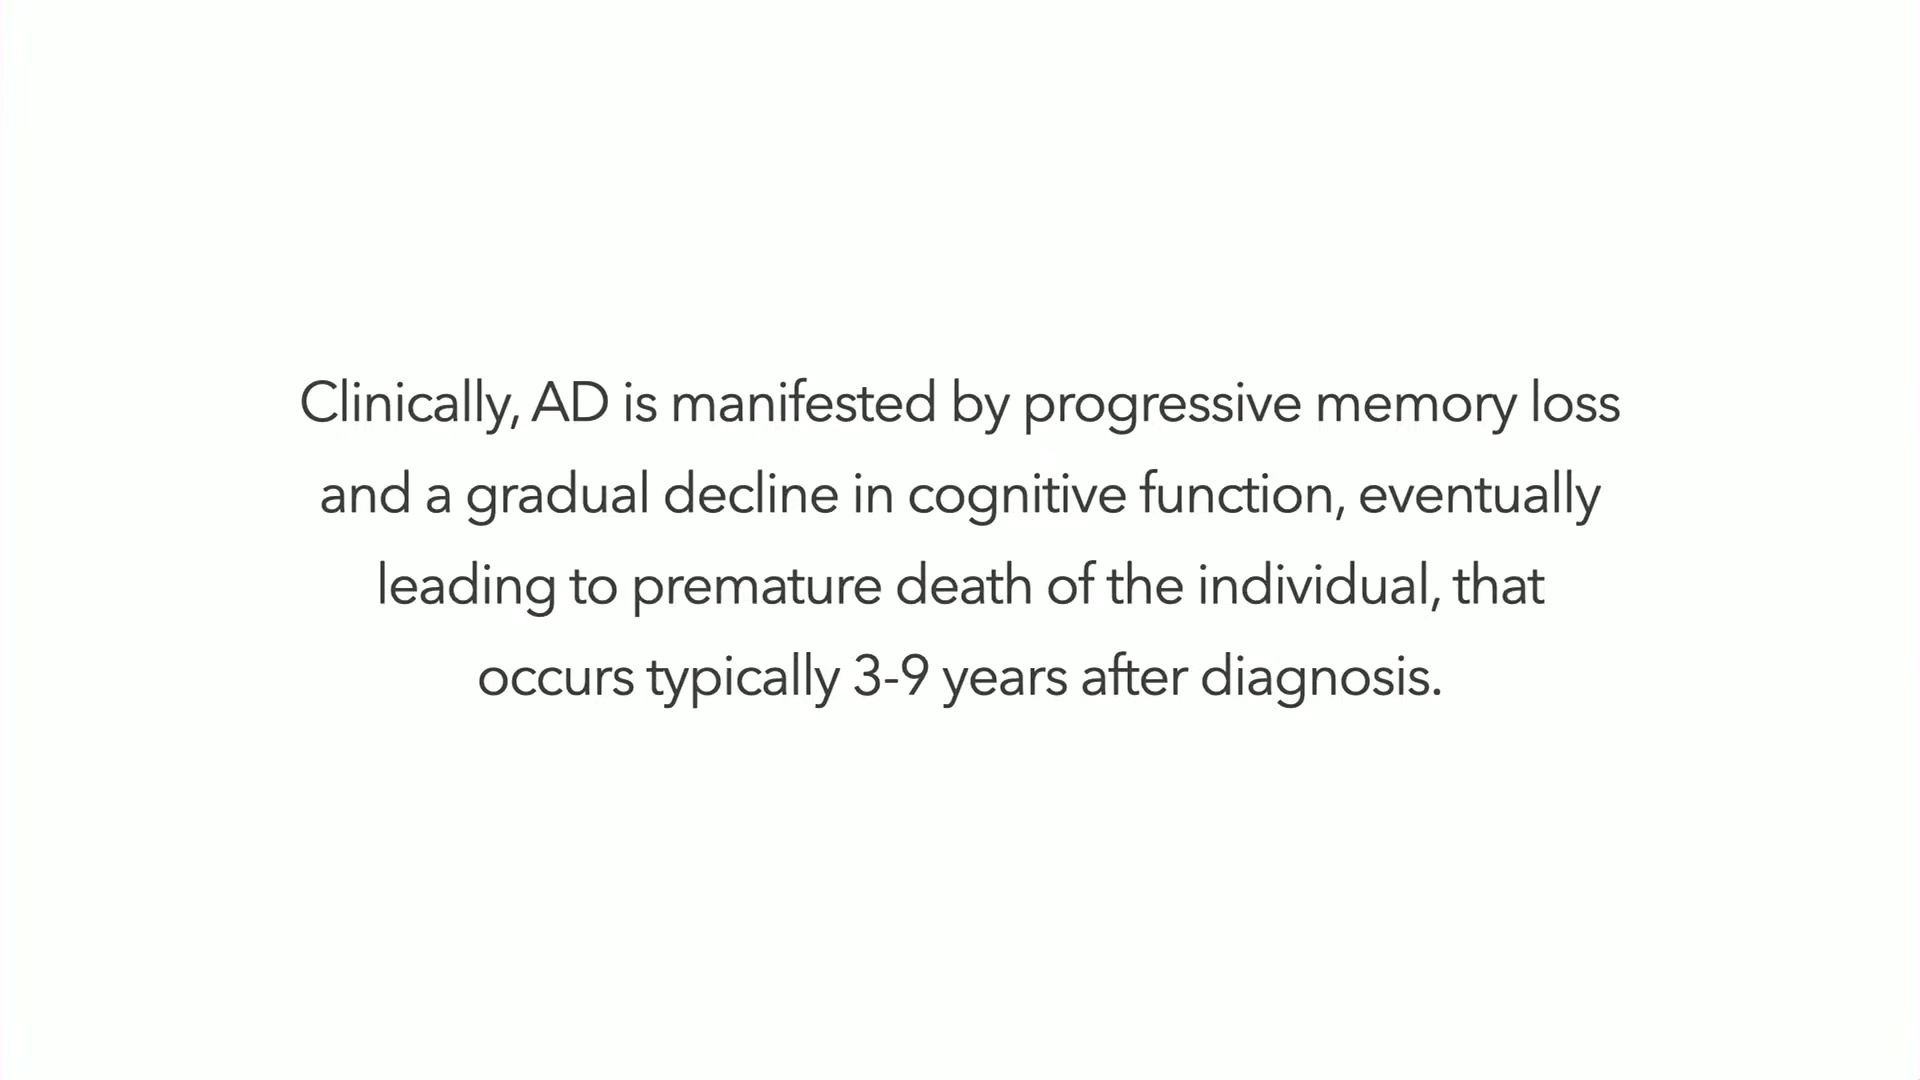 Clinically, AD is manifested by progressive memory loss
and a gradual decline in cognitive function, eventually
leading to premature death of the individual, that
occurs typically 3-9 years after diagnosis.